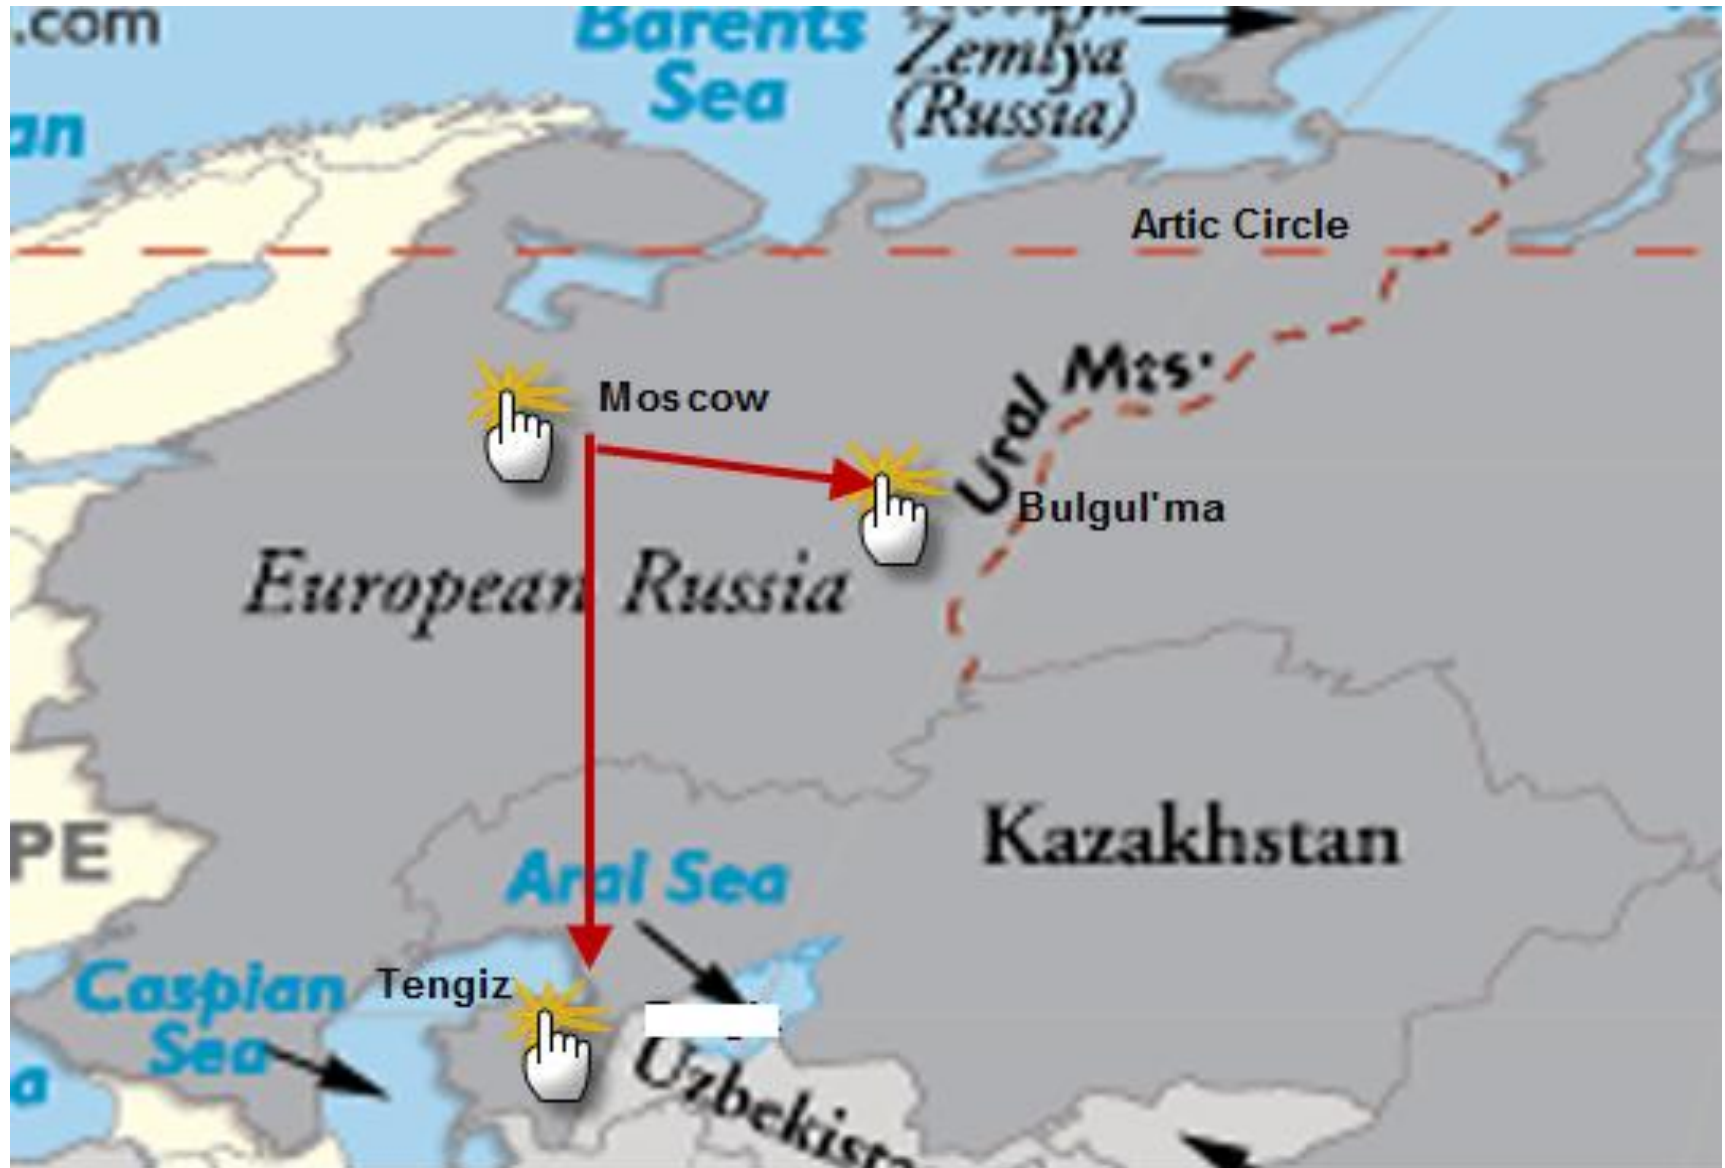 .com
Barents
Sea
Zemlya
(Russia)
an
Artic Circle
Ural Mts.
Moscow
Bulgul'ma
European Russia
Kazakhstan
PE
Aral Sea
Caspian
Sea
Tengiz
a